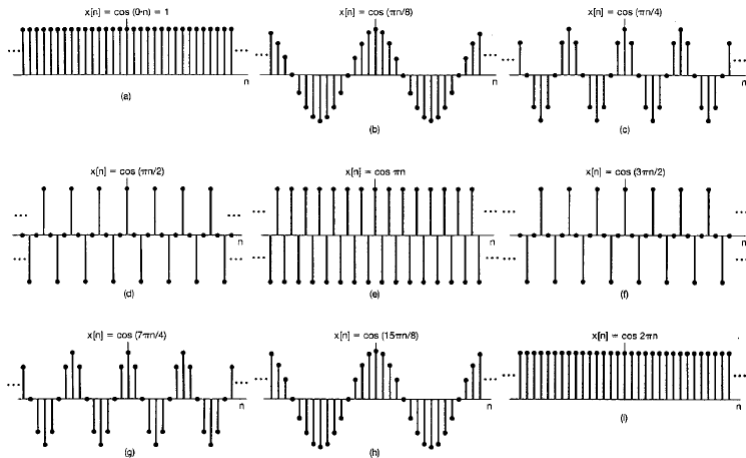 x[n] = cos (0·n) = 1
x[n] = cos (πn/8)
x[n] = cos (πn/4)
n
n
n
(a)
(b)
(c)
x[n] = cos (πn/2)
x[n] = cos πn
x[n] = cos (3πn/2)
n
n
n
(d)
(e)
(f)
x[n] = cos (7πn/4)
x[n] = cos (15πn/8)
x[n] = cos 2πn
n
n
n
(g)
(h)
(i)